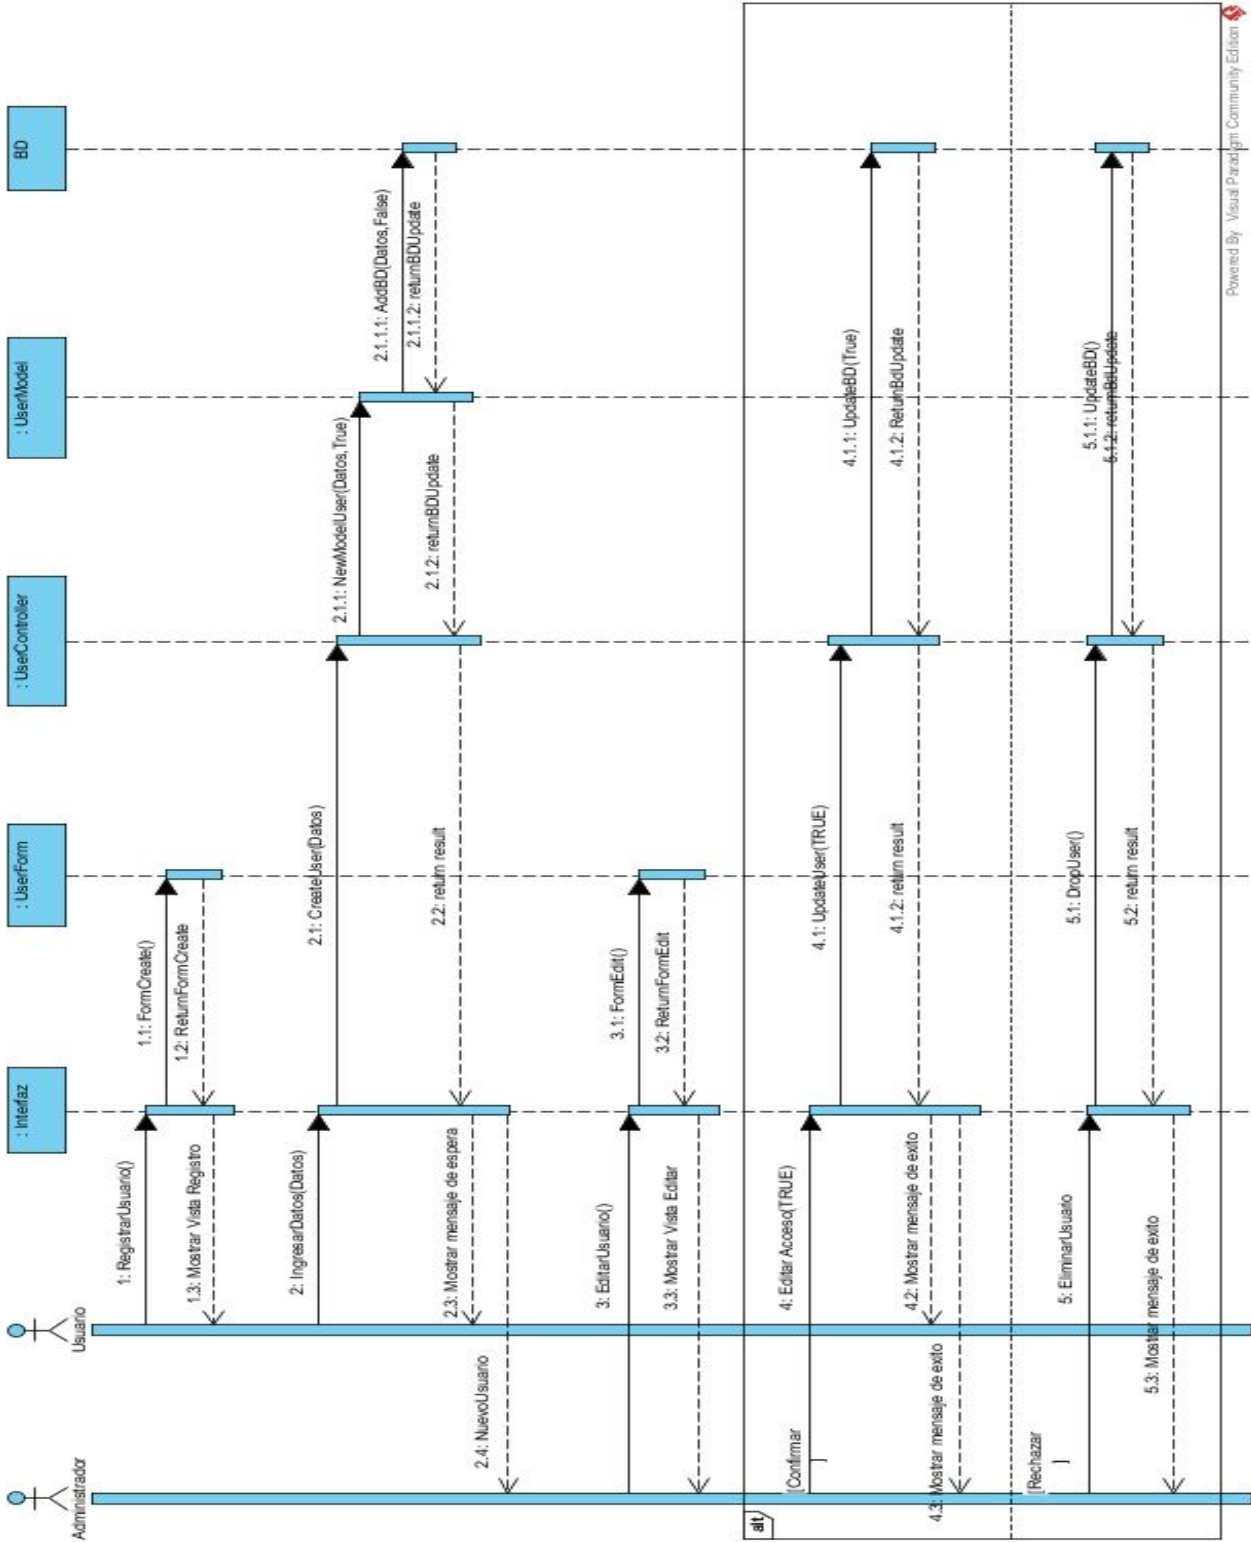 Administrador
Usuario
: Interfaz
: UserForm
: UserController
: UserModel
BD
1: RegistrarUsuario()
1.1: FormCreate()
1.2: ReturnFormCreate
1.3: Mostrar Vista Registro
2: IngresarDatos(Datos)
2.1: CreateUser(Datos)
2.1.1: NewModelUser(Datos,True)
2.1.1.1: AddBD(Datos,False)
2.1.1.2: returnBDUpdate
2.1.2: returnBDUpdate
2.2: return result
2.3: Mostrar mensaje de espera
2.4: NuevoUsuario
3: EditarUsuario()
3.1: FormEdit()
3.2: ReturnFormEdit
3.3: Mostrar Vista Editar
alt
[Confirmar
]
4: Editar Acceso(TRUE)
4.1: UpdateUser(TRUE)
4.1.1: UpdateBD(True)
4.1.2: ReturnBdUpdate
4.1.2: return result
4.2: Mostrar mensaje de exito
4.3: Mostrar mensaje de exito
[Rechazar
]
5: EliminarUsuario
5.1: DropUser()
5.1.1: UpdateBD()
5.1.2: returnBdUpdate
5.2: return result
5.3: Mostrar mensaje de exito
Powered By Visual Paradigm Community Edition